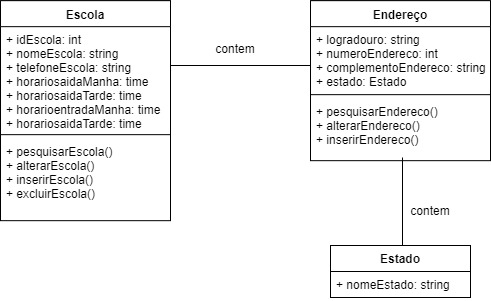 Escola
+ idEscola: int
+ nomeEscola: string
+ telefoneEscola: string
+ horariosaidaManha: time
+ horariosaidaTarde: time
+ horarioentradaManha: time
+ horariosaidaTarde: time
+ pesquisarEscola()
+ alterarEscola()
+ inserirEscola()
+ excluirEscola()
contem
Endereço
+ logradouro: string
+ numeroEndereco: int
+ complementoEndereco: string
+ estado: Estado
+ pesquisarEndereco()
+ alterarEndereco()
+ inserirEndereco()
contem
Estado
+ nomeEstado: string